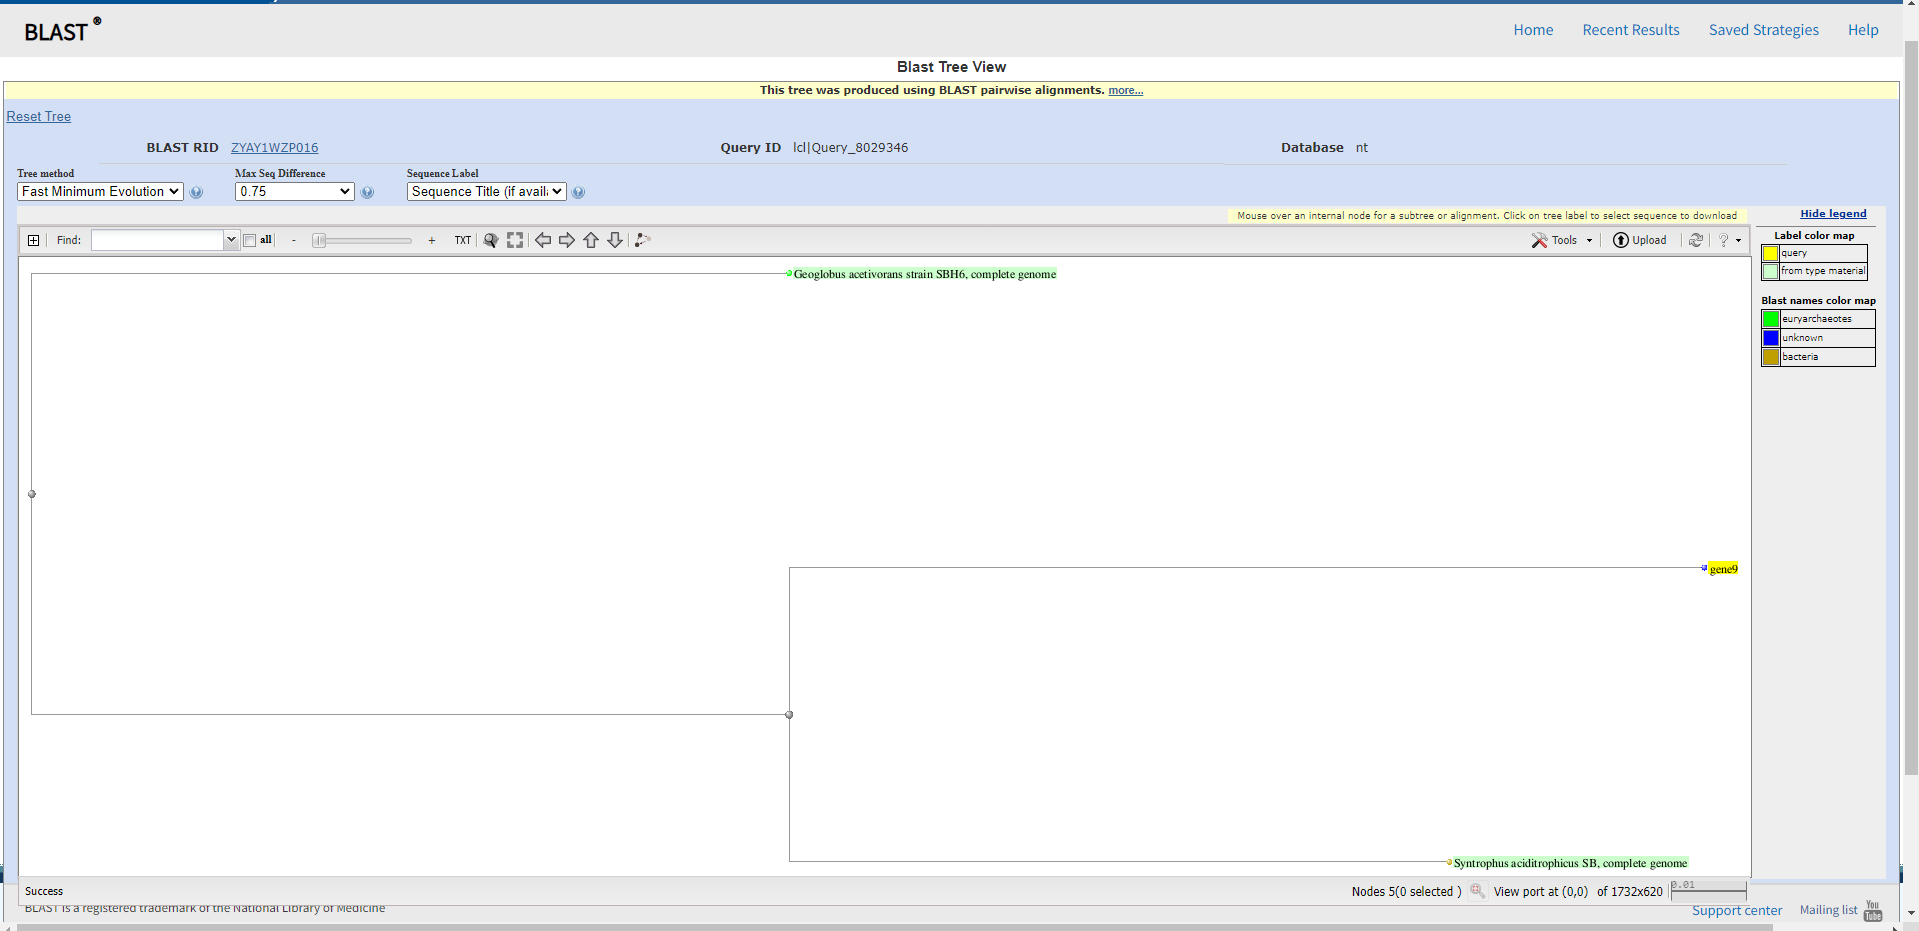 BLAST ®
Home Recent Results Saved Strategies Help
Blast Tree View
This tree was produced using BLAST pairwise alignments. more...
Reset Tree
BLAST RID ZYAY1WZP016 Query ID lcl|Query_8029346 Database nt
Tree method Max Seq Difference Sequence Label
Fast Minimum Evolution 0.75 Sequence Title (if avail
Mouse over an internal node for a subtree or alignment. Click on tree label to select sequence to download
Hide legend
Find: all - + TXT Tools Upload ?
Label color map
query
from type material
Blast names color map
euryarchaeotes
unknown
bacteria
Geoglobus acetivorans strain SBH6, complete genome
gene9
Syntrophus aciditrophicus SB, complete genome
Success Nodes 5(0 selected ) View port at (0,0) of 1732x620 0.01
BLAST is a registered trademark of the National Library of Medicine
Support center Mailing list You Tube